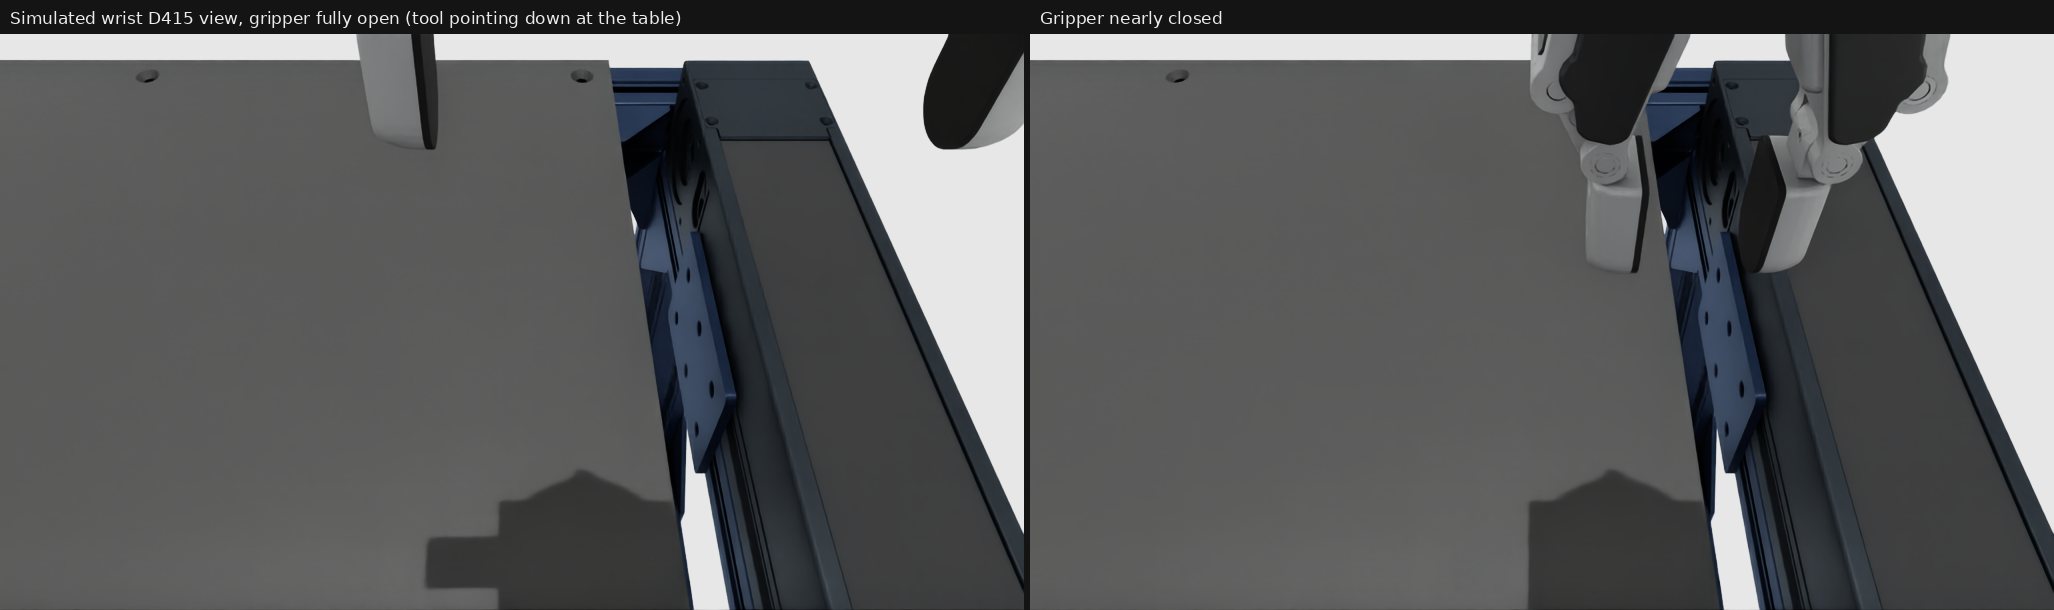 Simulated wrist D415 view, gripper fully open (tool pointing down at the table)
Gripper nearly closed